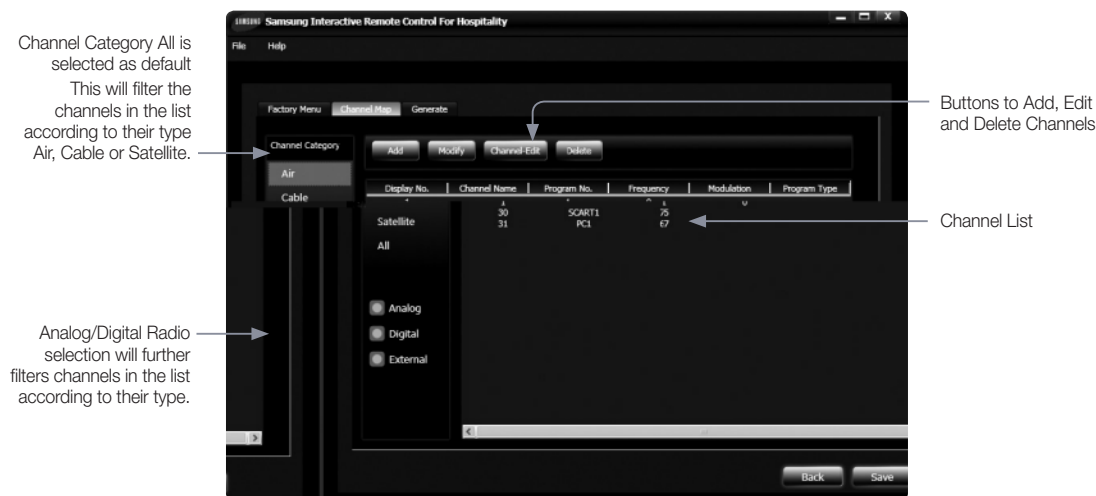 SAMSUNG Samsung Interactive Remote Control For Hospitality
File Help
Channel Category All is
selected as default
This will filter the
channels in the list
according to their type
Air, Cable or Satellite.
Factory Menu Channel Map Generate
Buttons to Add, Edit
and Delete Channels
Channel Category
Add Modify Channel-Edit Delete
Air
Cable
Display No. Channel Name Program No. Frequency Modulation Program Type
Satellite
All
30 SCART1 75
31 PC1 67
Channel List
Analog
Digital
External
Analog/Digital Radio
selection will further
filters channels in the list
according to their type.
Back Save